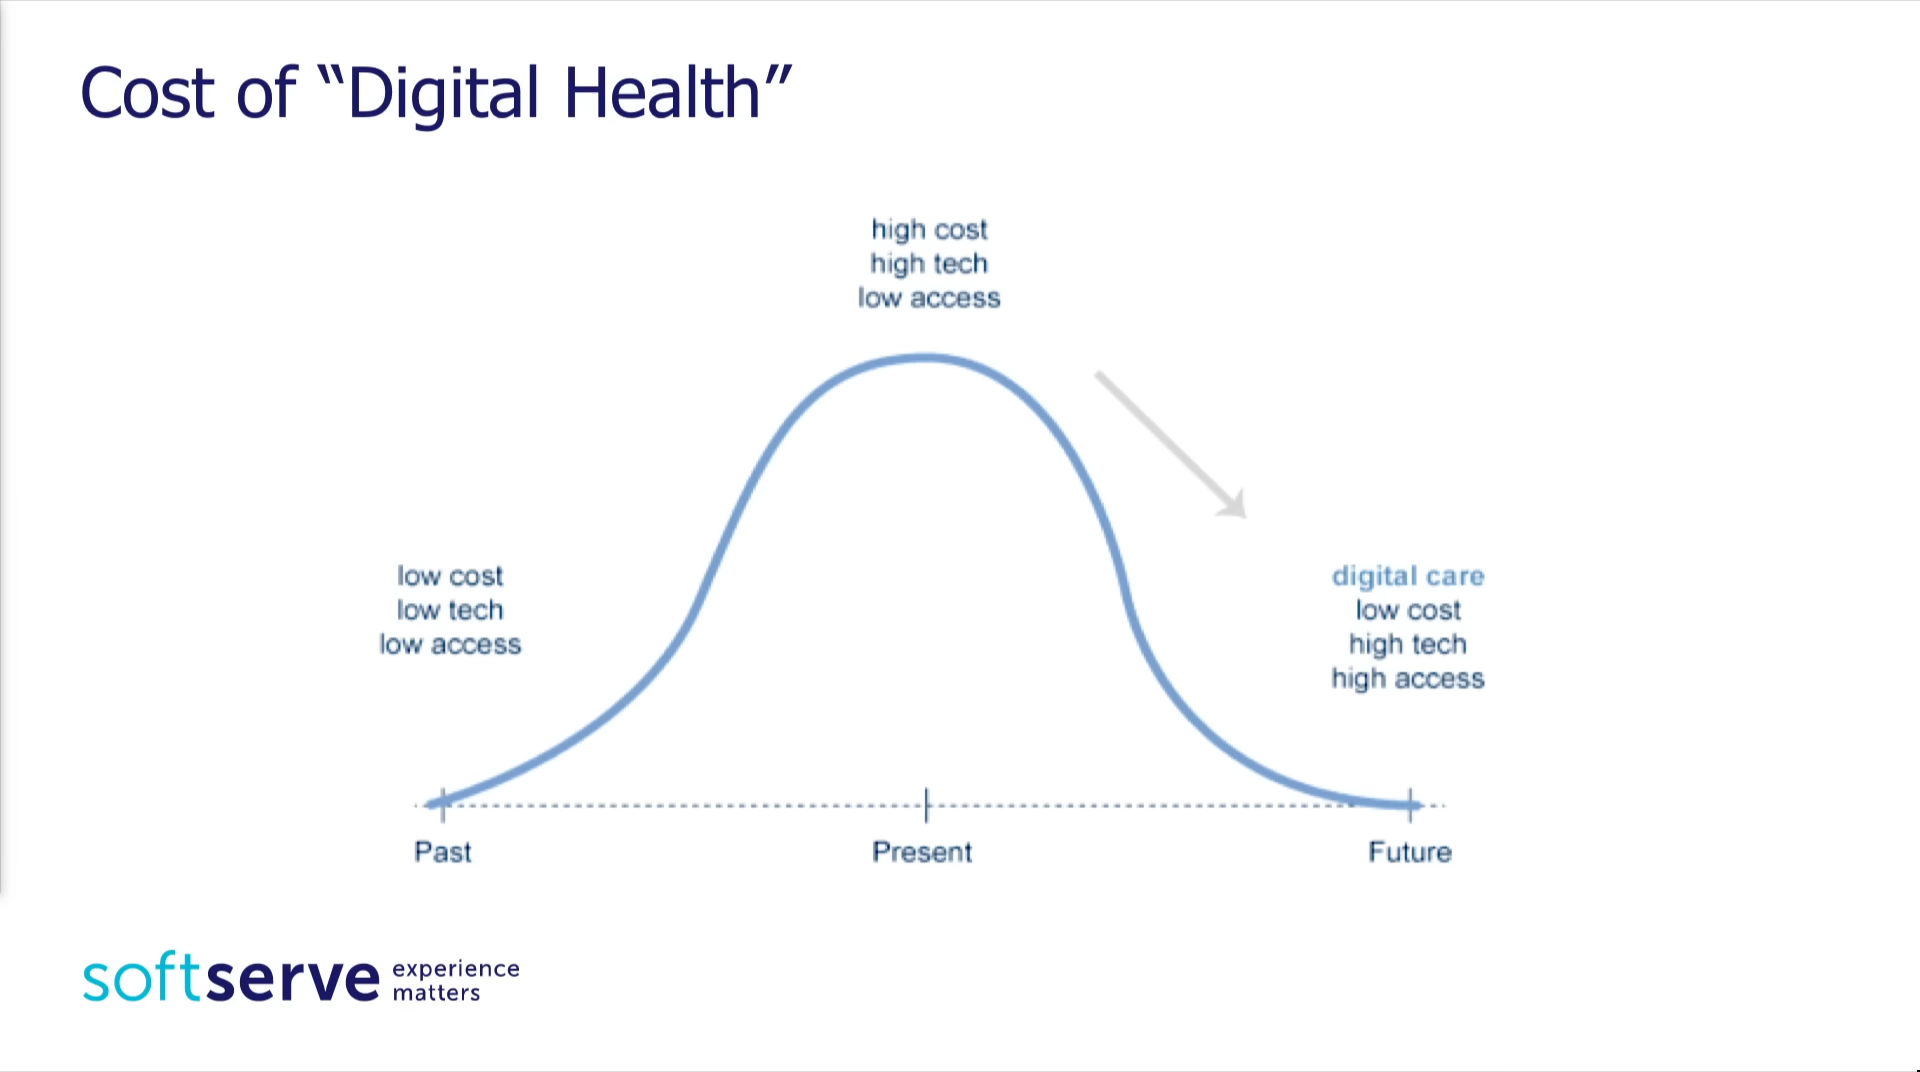 Cost of “Digital Health”
high cost
high tech
low access
low cost
low tech
low access
digital care
low cost
high tech
high access
Past
Present
Future
softserve
experience
matters